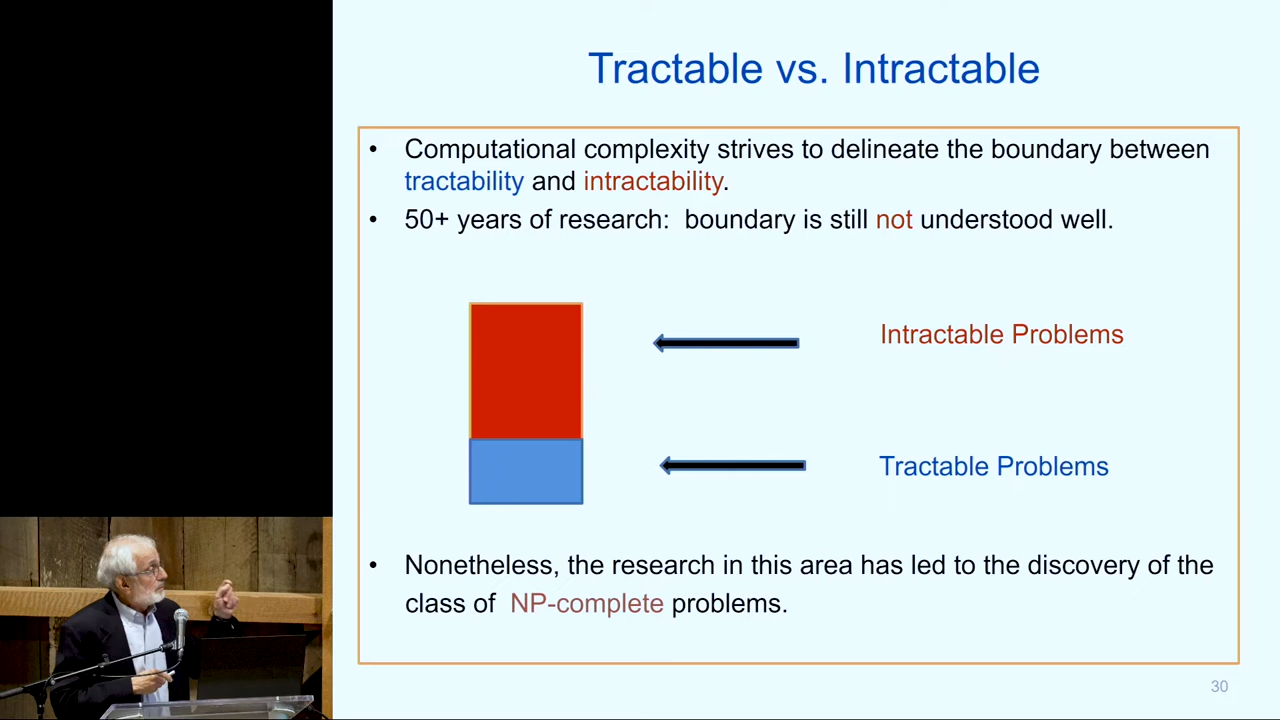 Tractable vs. Intractable
• Computational complexity strives to delineate the boundary between
tractability and intractability.
• 50+ years of research: boundary is still not understood well.
Intractable Problems
Tractable Problems
• Nonetheless, the research in this area has led to the discovery of the
class of NP-complete problems.
30